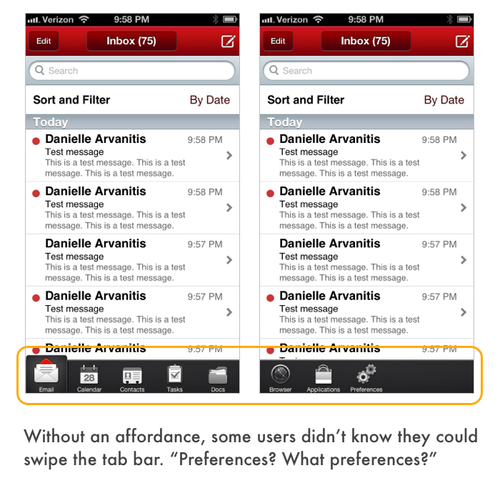 Verizon 9:58 PM
Edit Inbox (75)
Search
Sort and Filter By Date
Today
Danielle Arvanitis 9:58 PM
Test message
This is a test message. This is a test
message. This is a test message.
Danielle Arvanitis 9:58 PM
Test message
This is a test message. This is a test
message. This is a test message.
Danielle Arvanitis 9:57 PM
Test message
This is a test message. This is a test
message. This is a test message.
Danielle Arvanitis 9:57 PM
Test message
This is a test message. This is a test
message. This is a test message.
Danielle Arvanitis 9:57 PM
28
Email Calendar Contacts Tasks Docs
Verizon 9:58 PM
Edit Inbox (75)
Search
Sort and Filter By Date
Today
Danielle Arvanitis 9:58 PM
Test message
This is a test message. This is a test
message. This is a test message.
Danielle Arvanitis 9:58 PM
Test message
This is a test message. This is a test
message. This is a test message.
Danielle Arvanitis 9:57 PM
Test message
This is a test message. This is a test
message. This is a test message.
Danielle Arvanitis 9:57 PM
Test message
This is a test message. This is a test
message. This is a test message.
Danielle Arvanitis 9:57 PM
Browser Applications Preferences
Without an affordance, some users didn’t know they could
swipe the tab bar. “Preferences? What preferences?”